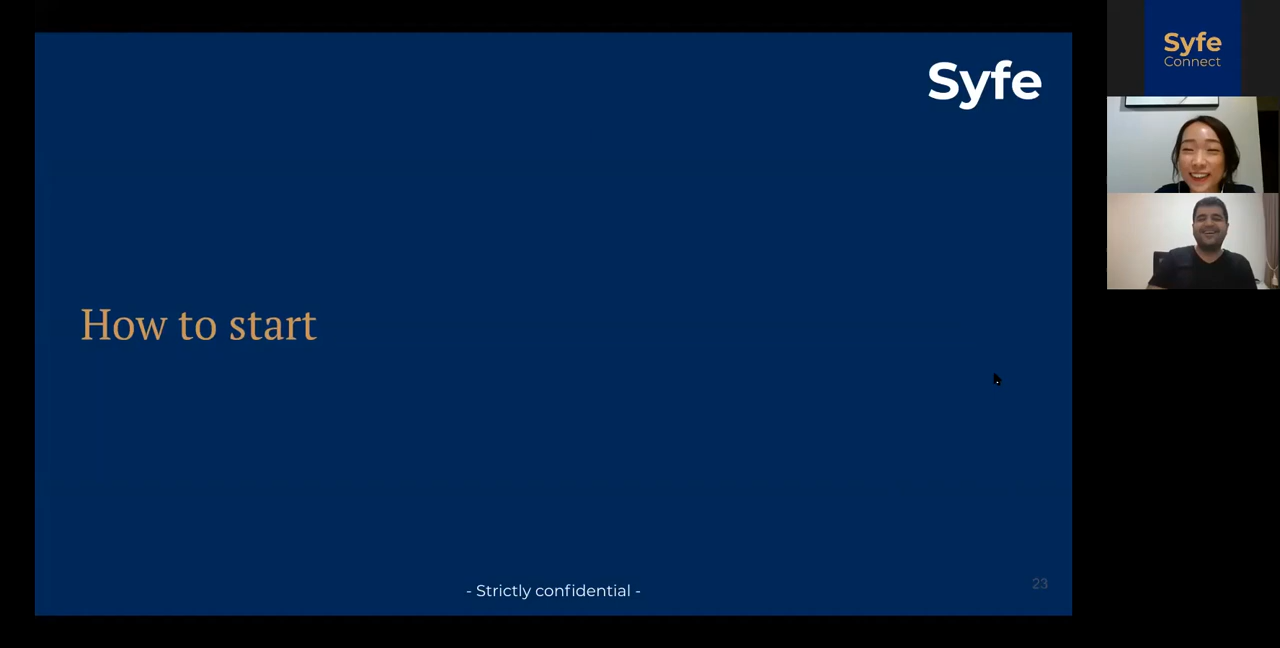 Syfe
How to start
- Strictly confidential -
23
Syfe
Connect